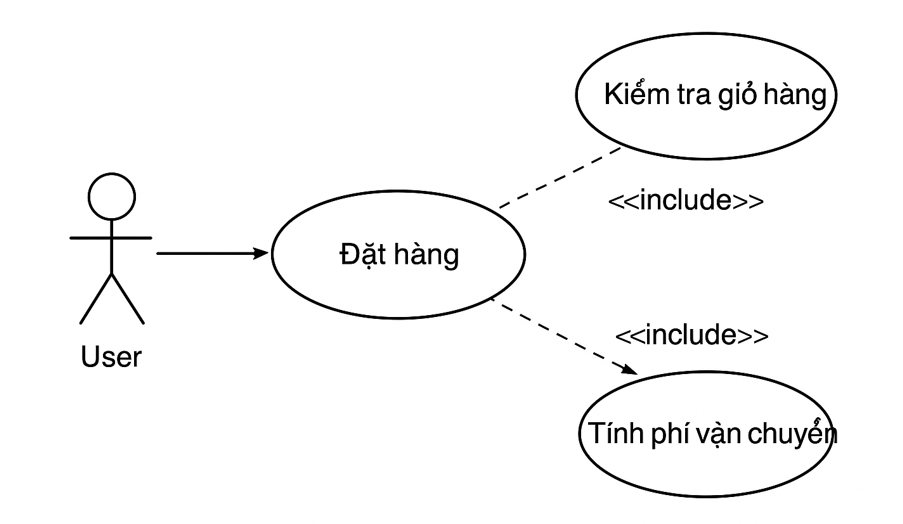 Kiểm tra giỏ hàng
<<include>>
Đặt hàng
User
<<include>>
Tính phí vận chuyển